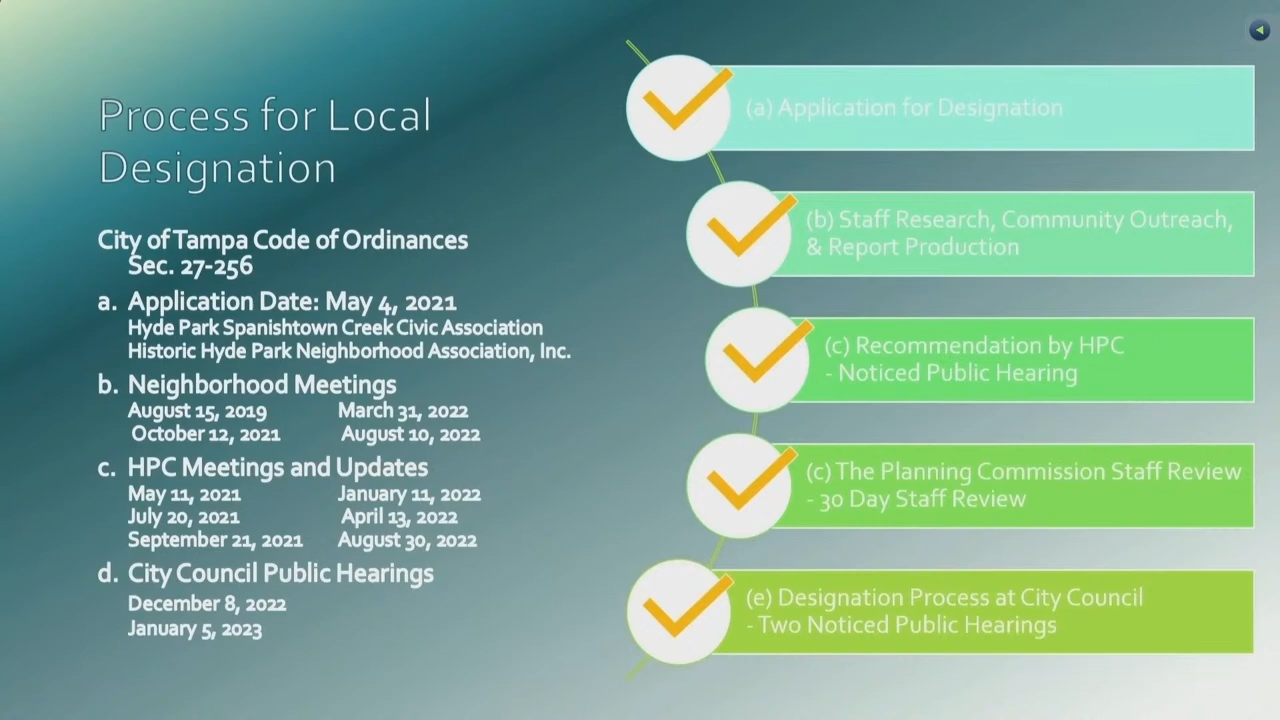 Process for Local
Designation
City of Tampa Code of Ordinances
Sec. 27-256
a. Application Date: May 4, 2021
Hyde Park Spanishtown Creek Civic Association
Historic Hyde Park Neighborhood Association, Inc.
b. Neighborhood Meetings
August 15, 2019 March 31, 2022
October 12, 2021 August 10, 2022
c. HPC Meetings and Updates
May 11, 2021 January 11, 2022
July 20, 2021 April 13, 2022
September 21, 2021 August 30, 2022
d. City Council Public Hearings
December 8, 2022
January 5, 2023
(a) Application for Designation
(b) Staff Research, Community Outreach,
& Report Production
(c) Recommendation by HPC
- Noticed Public Hearing
(c) The Planning Commission Staff Review
- 30 Day Staff Review
(e) Designation Process at City Council
- Two Noticed Public Hearings